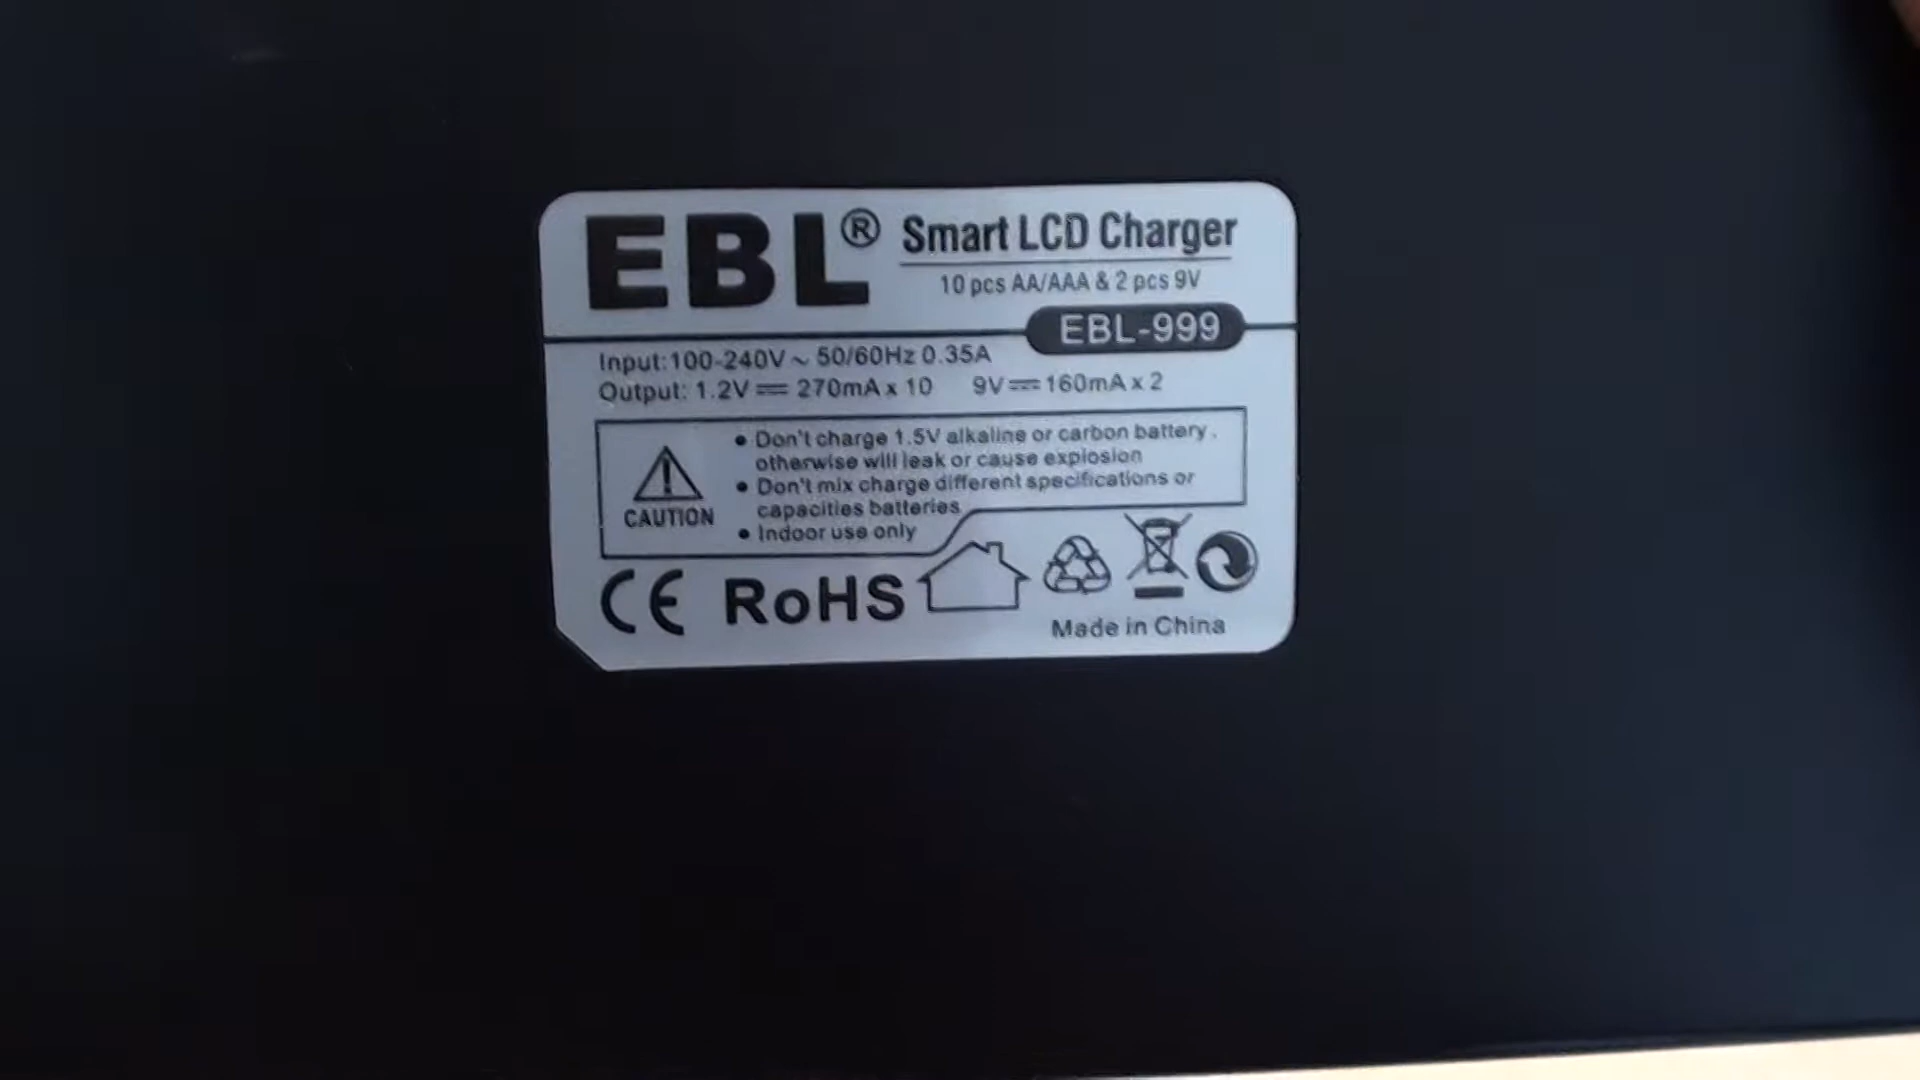 EBL® Smart LCD Charger
10 pcs AA/AAA & 2 pcs 9V
EBL-999
Input:100-240V ~ 50/60Hz 0.35A
Output: 1.2V⎓ 270mA x 10 9V⎓160mA x 2
• Don't charge 1.5V alkaline or carbon battery .
otherwise will leak or cause explosion
• Don't mix charge different specifications or
capacities batteries
• Indoor use only
CAUTION
CE RoHS
Made in China